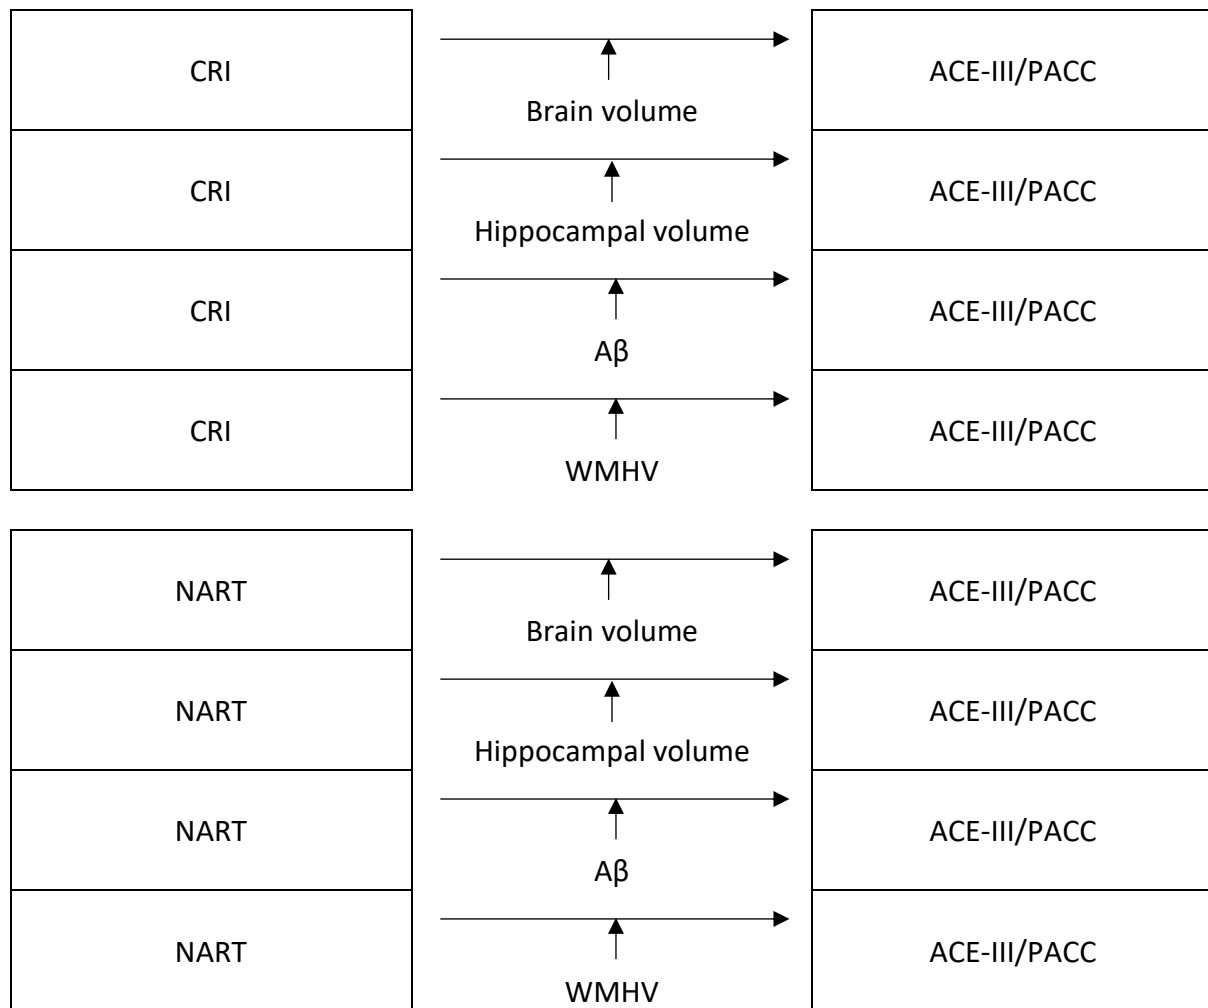 CRI
Brain volume
ACE-III/PACC
CRI
Hippocampal volume
ACE-III/PACC
CRI
Aβ
ACE-III/PACC
CRI
WMHV
ACE-III/PACC
NART
Brain volume
ACE-III/PACC
NART
Hippocampal volume
ACE-III/PACC
NART
Aβ
ACE-III/PACC
NART
WMHV
ACE-III/PACC